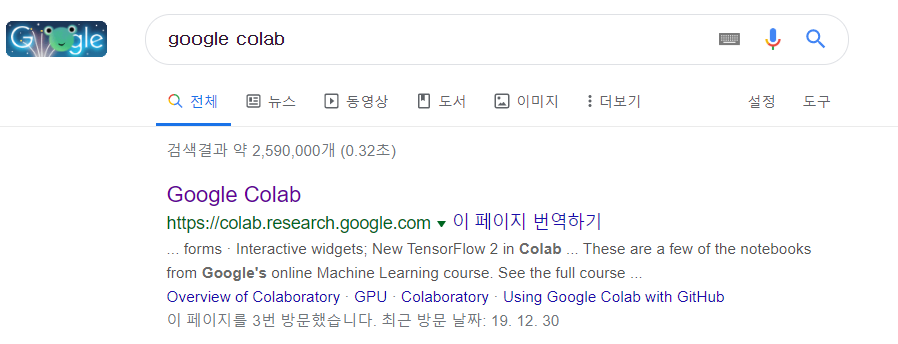 Google
google colab
전체 뉴스 동영상 도서 이미지 더보기 설정 도구
검색결과 약 2,590,000개 (0.32초)
Google Colab
https://colab.research.google.com 이 페이지 번역하기
... forms · Interactive widgets; New TensorFlow 2 in Colab ... These are a few of the notebooks
from Google's online Machine Learning course. See the full course ...
Overview of Colaboratory · GPU · Colaboratory · Using Google Colab with GitHub
이 페이지를 3번 방문했습니다. 최근 방문 날짜: 19. 12. 30